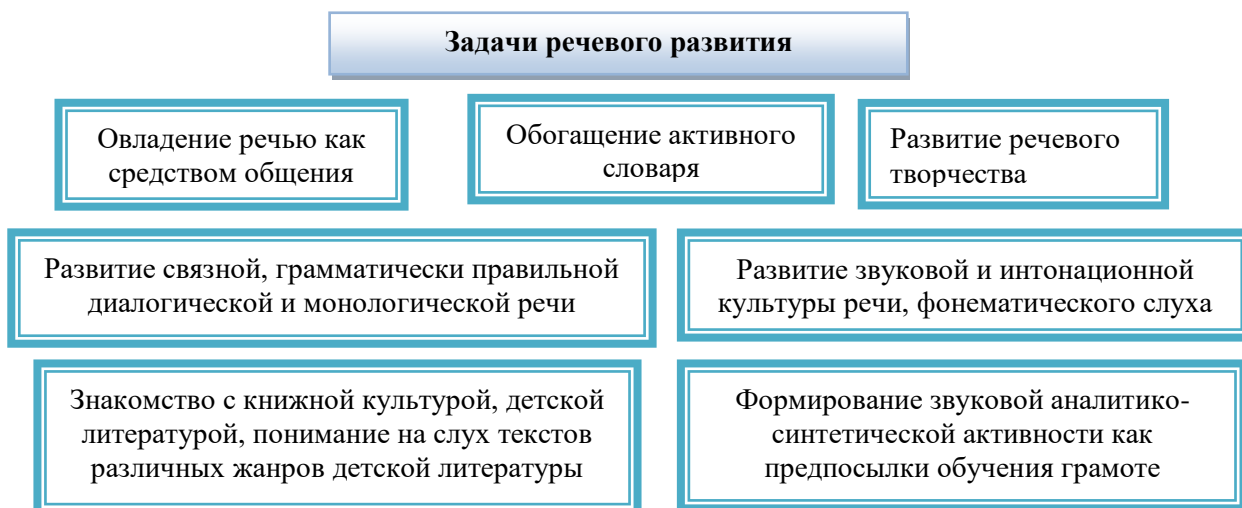 Задачи речевого развития
Овладение речью как
средством общения
Обогащение активного
словаря
Развитие речевого
творчества
Развитие связной, грамматически правильной
диалогической и монологической речи
Развитие звуковой и интонационной
культуры речи, фонематического слуха
Знакомство с книжной культурой, детской
литературой, понимание на слух текстов
различных жанров детской литературы
Формирование звуковой аналитико-
синтетической активности как
предпосылки обучения грамоте